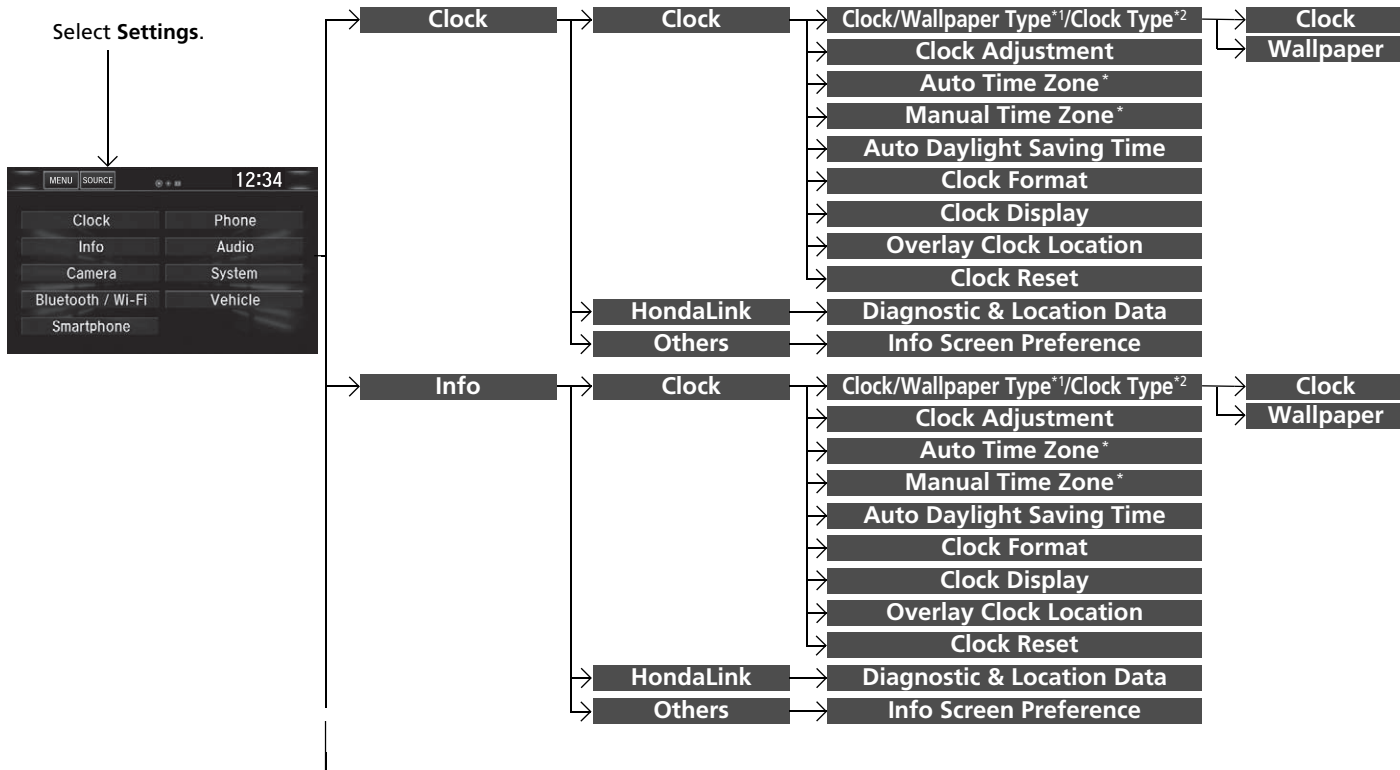 Select Settings.
MENU SOURCE 12:34
Clock Phone
Info Audio
Camera System
Bluetooth / Wi-Fi Vehicle
Smartphone
Clock
Clock
Clock/Wallpaper Type*1/Clock Type*2
Clock
Wallpaper
Clock Adjustment
Auto Time Zone*
Manual Time Zone*
Auto Daylight Saving Time
Clock Format
Clock Display
Overlay Clock Location
Clock Reset
HondaLink
Diagnostic & Location Data
Others
Info Screen Preference
Info
Clock
Clock/Wallpaper Type*1/Clock Type*2
Clock
Wallpaper
Clock Adjustment
Auto Time Zone*
Manual Time Zone*
Auto Daylight Saving Time
Clock Format
Clock Display
Overlay Clock Location
Clock Reset
HondaLink
Diagnostic & Location Data
Others
Info Screen Preference